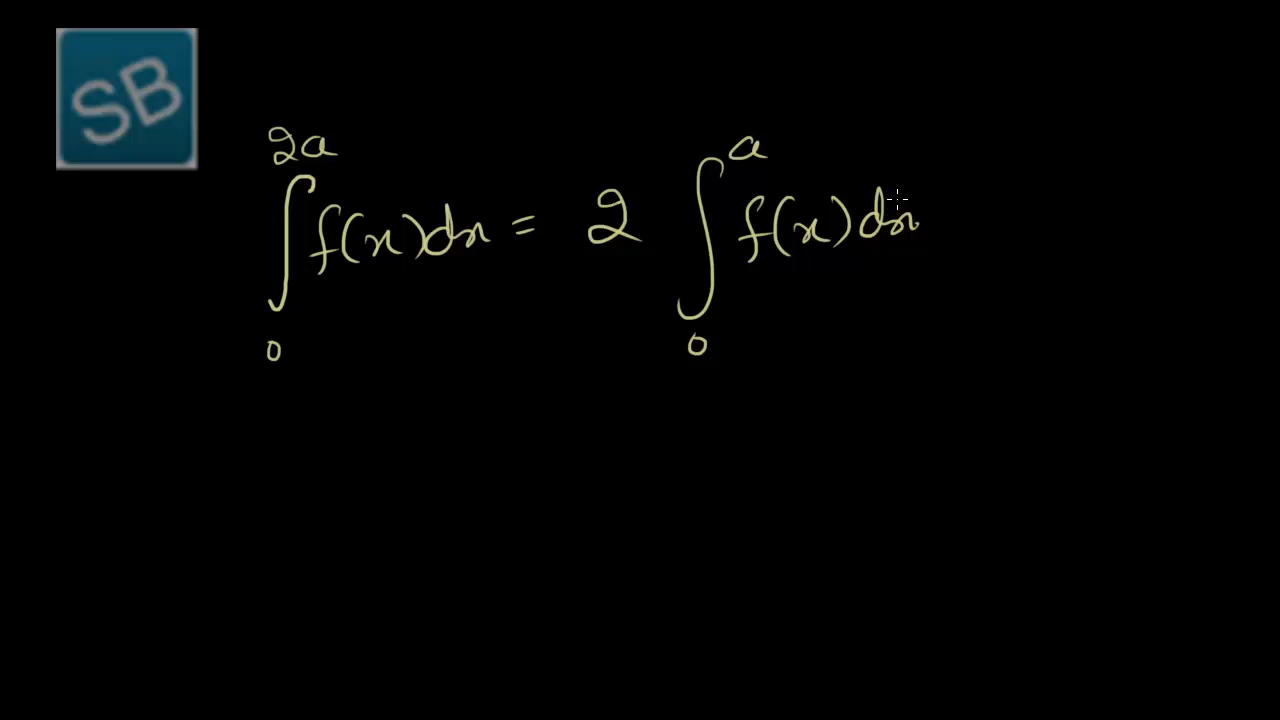 SB
∫₀²ᵃ f(x)dx = 2 ∫₀ᵃ f(x)dx